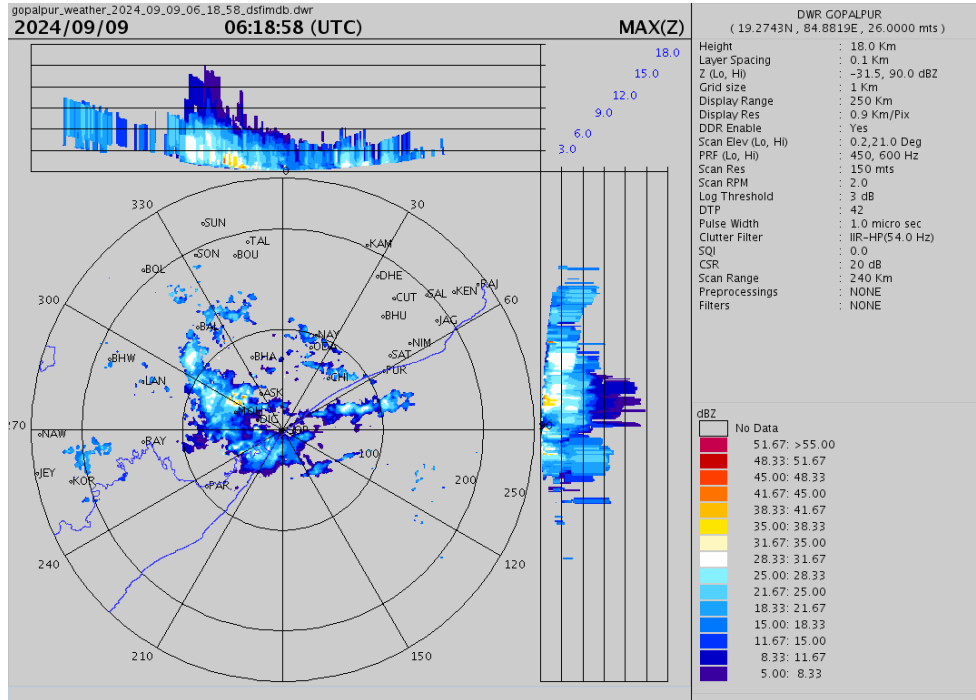 gopalpur_weather_2024_09_09_06_18_58_dsfimdb.dwr
2024/09/09 06:18:58 (UTC) MAX(Z)
18.0
15.0
12.0
9.0
6.0
3.0
0
330 30
SUN
TAL
KAM
SON BOU
BOL
DHE
RAJ
KEN
SAL
CUT
300 60
BHU
JAG
BAL
NAY
NIM
BHW BHA SAT
PUR
LAN CHI
ASK
NAW
RAY
100
JEY
KOR
PAR
200
250
240 120
210 150
DWR GOPALPUR
( 19.2743N , 84.8819E , 26.0000 mts )
Height : 18.0 Km
Layer Spacing : 0.1 Km
Z (Lo, Hi) : -31.5, 90.0 dBZ
Grid size : 1 Km
Display Range : 250 Km
Display Res : 0.9 Km/Pix
DDR Enable : Yes
Scan Elev (Lo, Hi) : 0.2,21.0 Deg
PRF (Lo, Hi) : 450, 600 Hz
Scan Res : 150 mts
Scan RPM : 2.0
Log Threshold : 3 dB
DTP : 42
Pulse Width : 1.0 micro sec
Clutter Filter : IIR-HP(54.0 Hz)
SQI : 0.0
CSR : 20 dB
Scan Range : 240 Km
Preprocessings : NONE
Filters : NONE
dBZ
No Data
51.67: >55.00
48.33: 51.67
45.00: 48.33
41.67: 45.00
38.33: 41.67
35.00: 38.33
31.67: 35.00
28.33: 31.67
25.00: 28.33
21.67: 25.00
18.33: 21.67
15.00: 18.33
11.67: 15.00
8.33: 11.67
5.00: 8.33